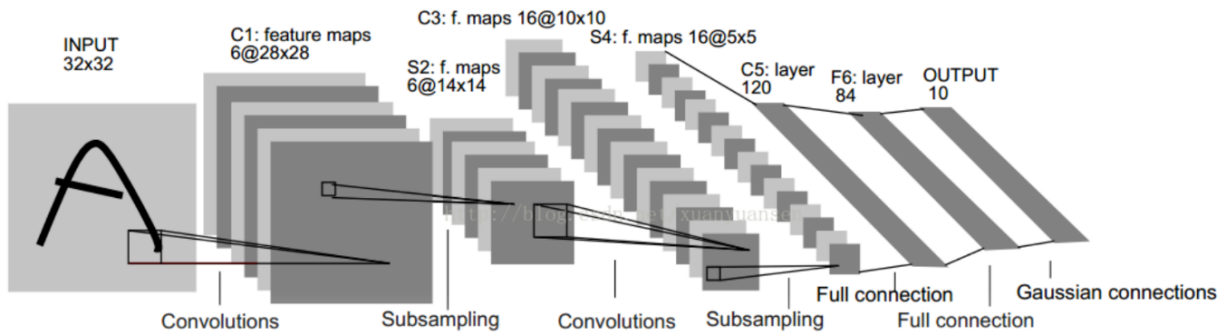 INPUT
32x32
C1: feature maps
6@28x28
S2: f. maps
6@14x14
C3: f. maps 16@10x10
S4: f. maps 16@5x5
C5: layer
120
F6: layer
84
OUTPUT
10
Convolutions
Subsampling
Convolutions
Subsampling
Full connection
Full connection
Gaussian connections